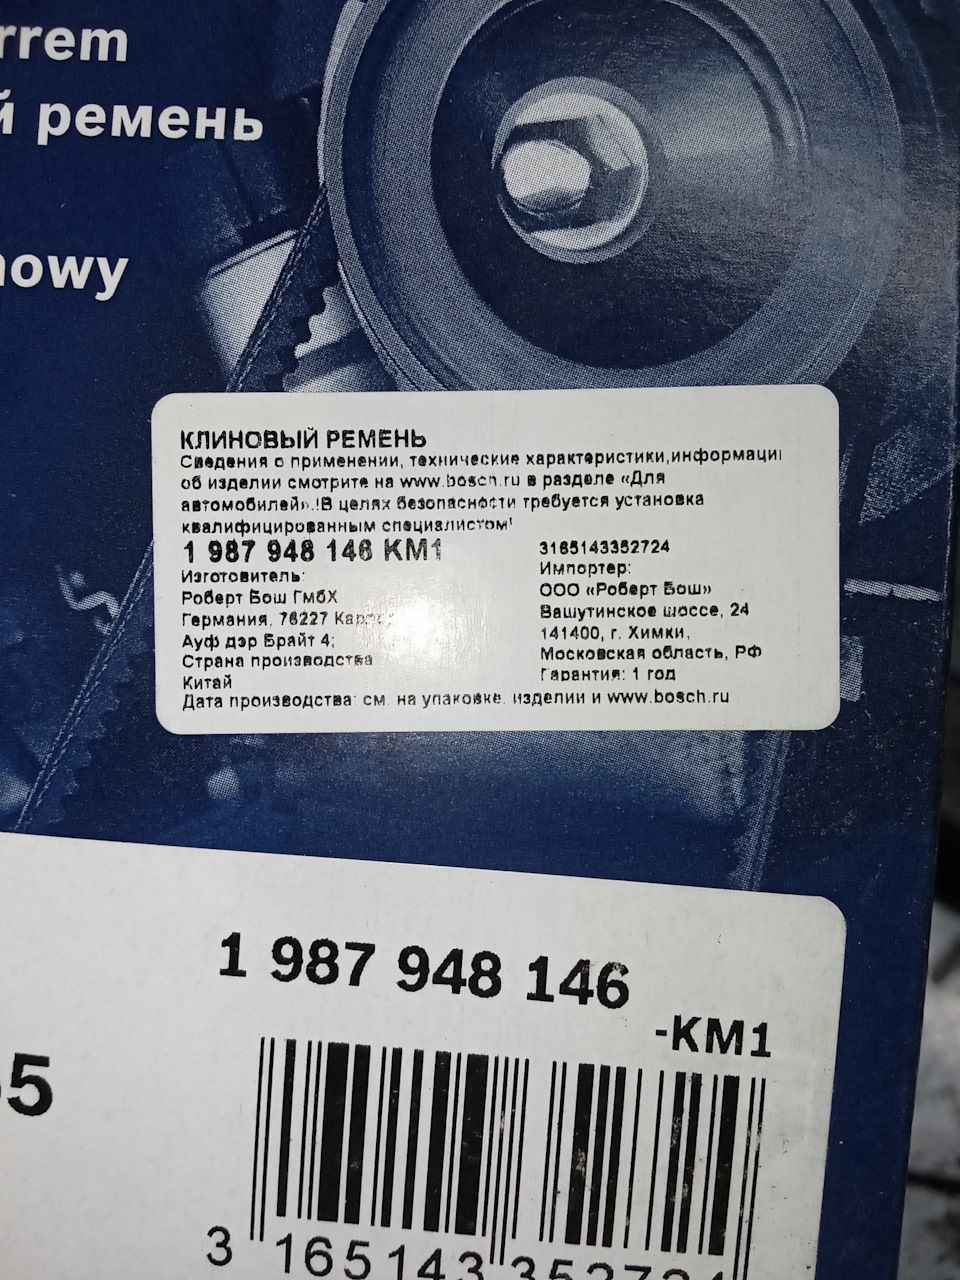 rrem
й ремень
nowy
КЛИНОВЫЙ РЕМЕНЬ
Сведения о применении, технические характеристики,информаци
об изделии смотрите на www.bosch.ru в разделе «Для
автомобилей».!В целях безопасности требуется установка
квалифицированным специалистом!
1 987 948 146 KM1
3165143352724
Изготовитель:
Импортер:
Роберт Бош ГмбХ
ООО «Роберт Бош»
Германия, 76227
Вашутинское шоссе, 24
Ауф дэр Брайт 4;
141400, г. Химки,
Страна производства
Московская область, РФ
Китай
Гарантия: 1 год
Дата производства: см. на упаковке, изделии и www.bosch.ru
1 987 948 146
-KM1
5
3 165143 352724